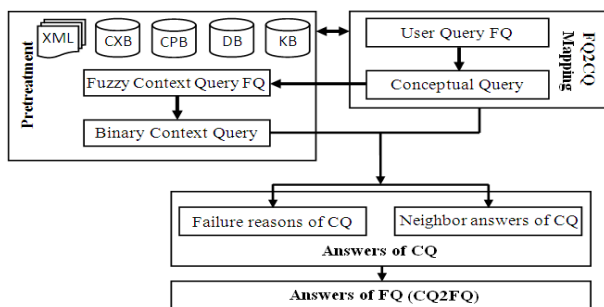 XML
CXB
CPB
DB
KB
Pretreatment
Fuzzy Context Query FQ
Binary Context Query
User Query FQ
Conceptual Query
FQ2CQ
Mapping
Failure reasons of CQ
Neighbor answers of CQ
Answers of CQ
Answers of FQ (CQ2FQ)